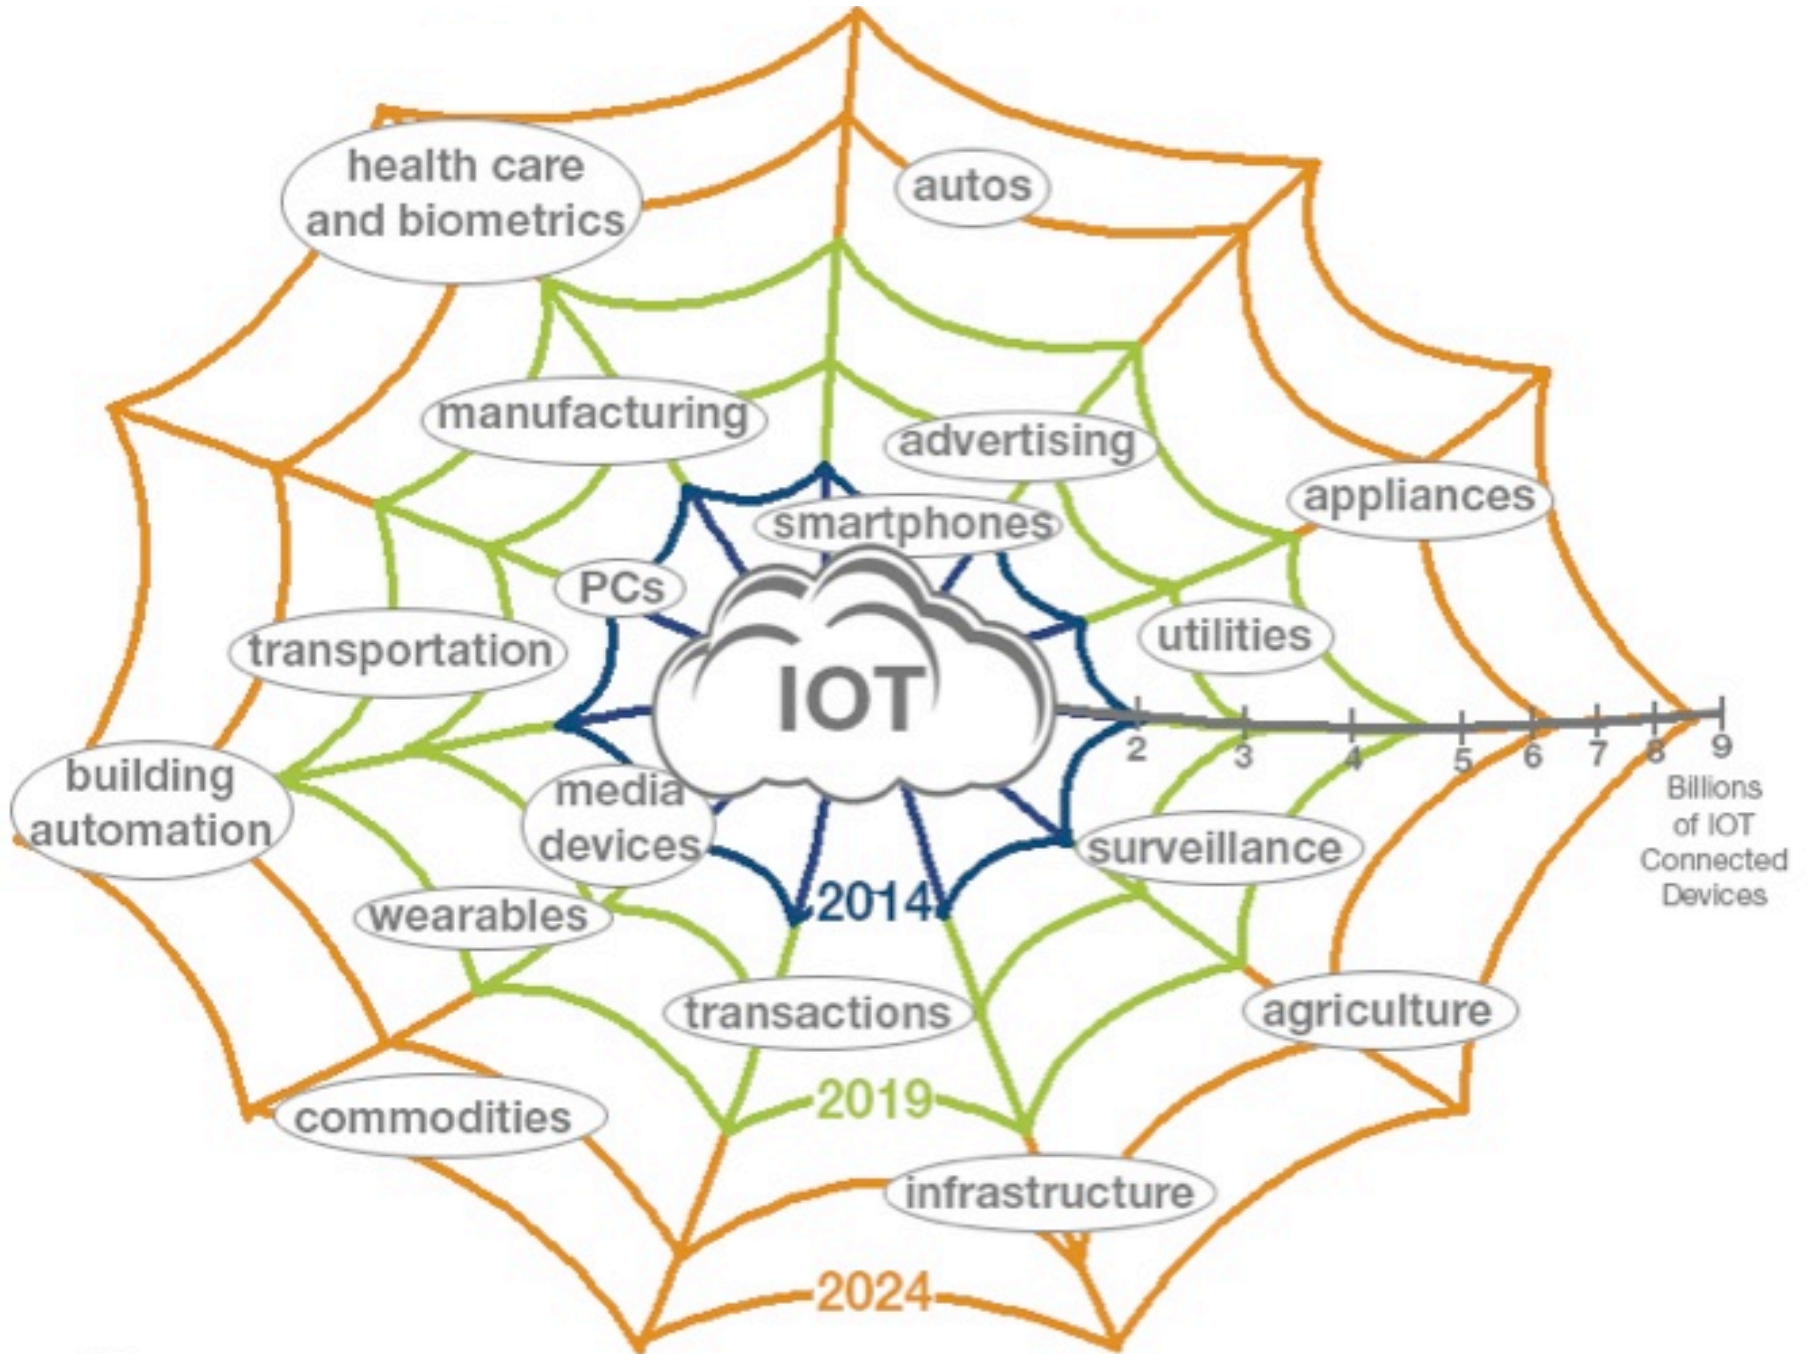 health care
and biometrics
autos
manufacturing
advertising
appliances
smartphones
PCs
utilities
transportation
IOT
2 3 4 5 6 7 8 9
Billions
of IOT
Connected
Devices
building
automation
media
devices
surveillance
2014
wearables
transactions
agriculture
2019
commodities
infrastructure
2024